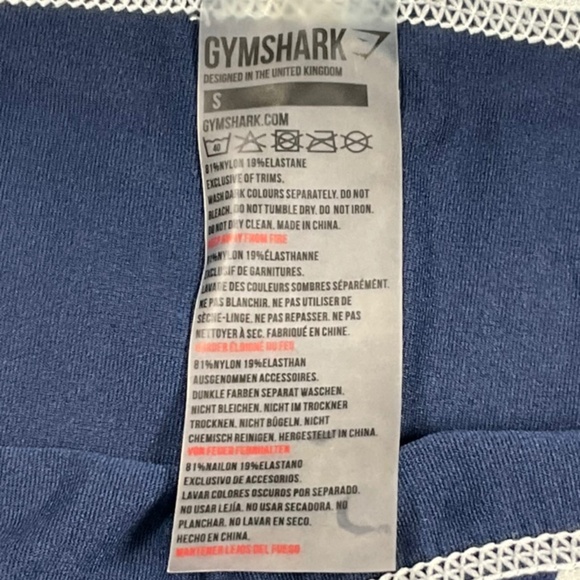 GYMSHARK
DESIGNED IN THE UNITED KINGDOM
S
GYMSHARK.COM
40
81%NYLON 19%ELASTANE
EXCLUSIVE OF TRIMS.
WASH DARK COLOURS SEPARATELY. DO NOT
BLEACH. DO NOT TUMBLE DRY. DO NOT IRON.
DO NOT DRY CLEAN. MADE IN CHINA.
KEEP AWAY FROM FIRE
81%NYLON 19%ÉLASTHANNE
EXCLUSIF DE GARNITURES.
LAVAGE DES COULEURS SOMBRES SÉPARÉMENT.
NE PAS BLANCHIR. NE PAS UTILISER DE
SÈCHE-LINGE. NE PAS REPASSER. NE PAS
NETTOYER À SEC. FABRIQUÉ EN CHINE.
GARDER ÉLOIGNÉ DU FEU
81%NYLON 19%ELASTHAN
AUSGENOMMEN ACCESSOIRES.
DUNKLE FARBEN SEPARAT WASCHEN.
NICHT BLEICHEN. NICHT IM TROCKNER
TROCKNEN. NICHT BÜGELN. NICHT
CHEMISCH REINIGEN. HERGESTELLT IN CHINA.
VON FEUER FERNHALTEN
81%NAILON 19%ELASTANO
EXCLUSIVO DE ACCESORIOS.
LAVAR COLORES OSCUROS POR SEPARADO.
NO USAR LEJÍA. NO USAR SECADORA. NO
PLANCHAR. NO LAVAR EN SECO.
HECHO EN CHINA.
MANTENER LEJOS DEL FUEGO